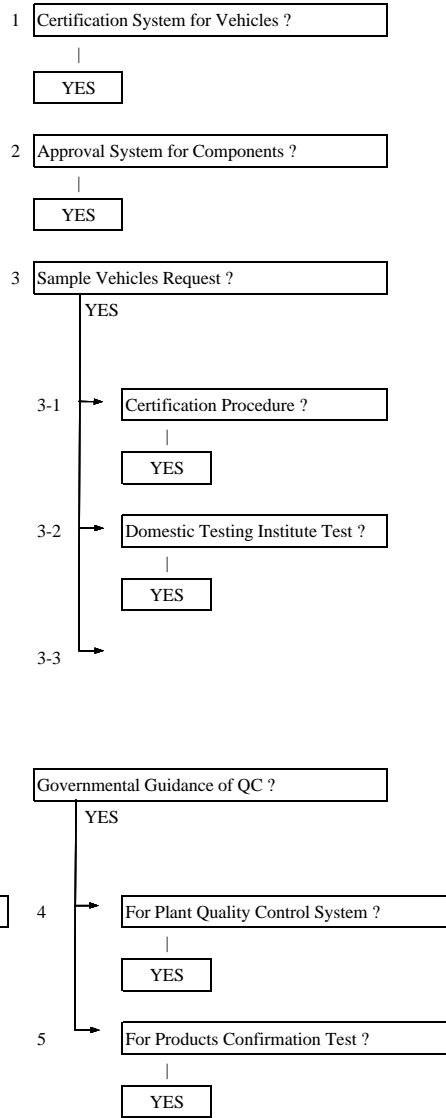 1 Certification System for Vehicles ?
YES
2 Approval System for Components ?
YES
3 Sample Vehicles Request ?
YES
3-1 Certification Procedure ?
YES
3-2 Domestic Testing Institute Test ?
YES
3-3
Governmental Guidance of QC ?
YES
4 For Plant Quality Control System ?
YES
5 For Products Confirmation Test ?
YES